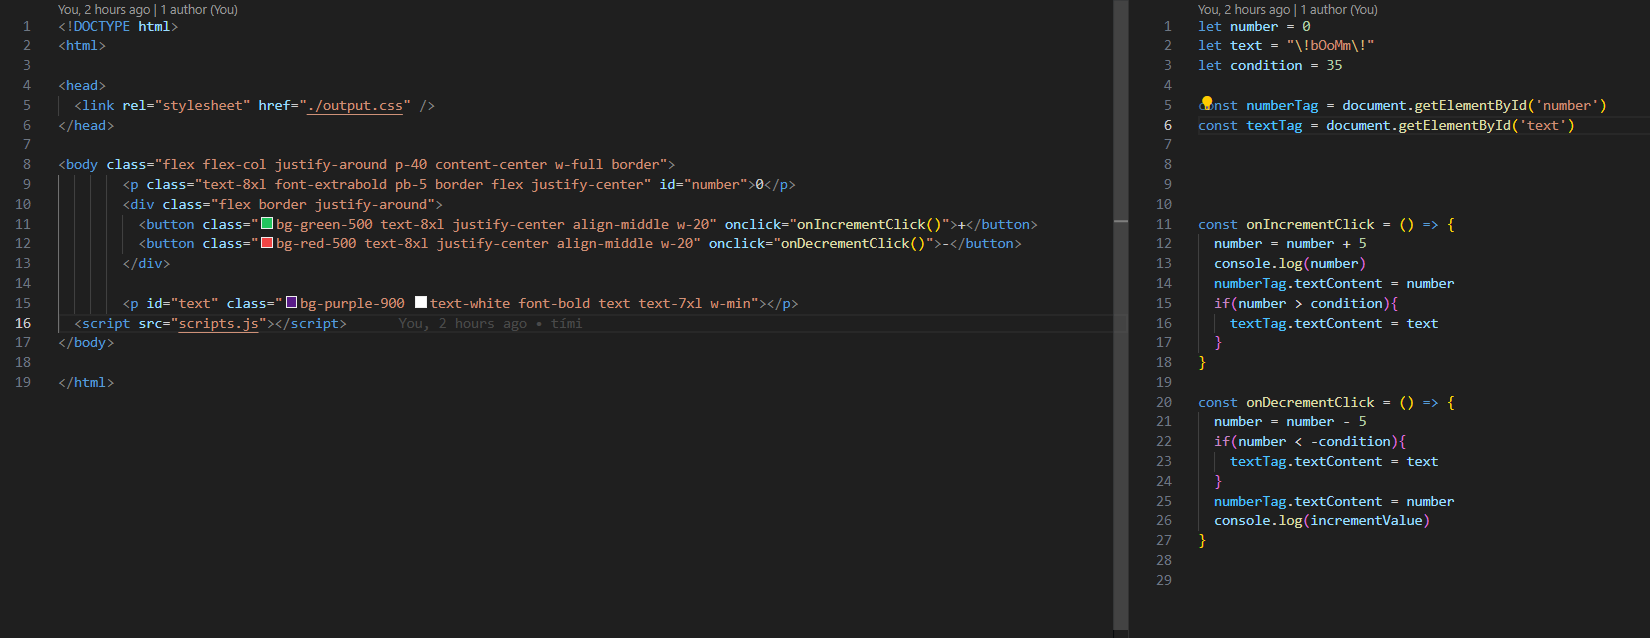 You, 2 hours ago | 1 author (You)
1 <!DOCTYPE html>
2 <html>
3
4 <head>
5   <link rel="stylesheet" href="./output.css" />
6 </head>
7
8 <body class="flex flex-col justify-around p-40 content-center w-full border">
9         <p class="text-8xl font-extrabold pb-5 border flex justify-center" id="number">0</p>
10         <div class="flex border justify-around">
11           <button class="bg-green-500 text-8xl justify-center align-middle w-20" onclick="onIncrementClick()">+</button>
12           <button class="bg-red-500 text-8xl justify-center align-middle w-20" onclick="onDecrementClick()">-</button>
13         </div>
14
15         <p id="text" class="bg-purple-900 text-white font-bold text text-7xl w-min"></p>
16   <script src="scripts.js"></script> You, 2 hours ago • tími
17 </body>
18
19 </html>
You, 2 hours ago | 1 author (You)
1 let number = 0
2 let text = "\!bOoMm\!"
3 let condition = 35
4
5 const numberTag = document.getElementById('number')
6 const textTag = document.getElementById('text')
7
8
9
10
11 const onIncrementClick = () => {
12   number = number + 5
13   console.log(number)
14   numberTag.textContent = number
15   if(number > condition){
16     textTag.textContent = text
17   }
18 }
19
20 const onDecrementClick = () => {
21   number = number - 5
22   if(number < -condition){
23     textTag.textContent = text
24   }
25   numberTag.textContent = number
26   console.log(incrementValue)
27 }
28
29